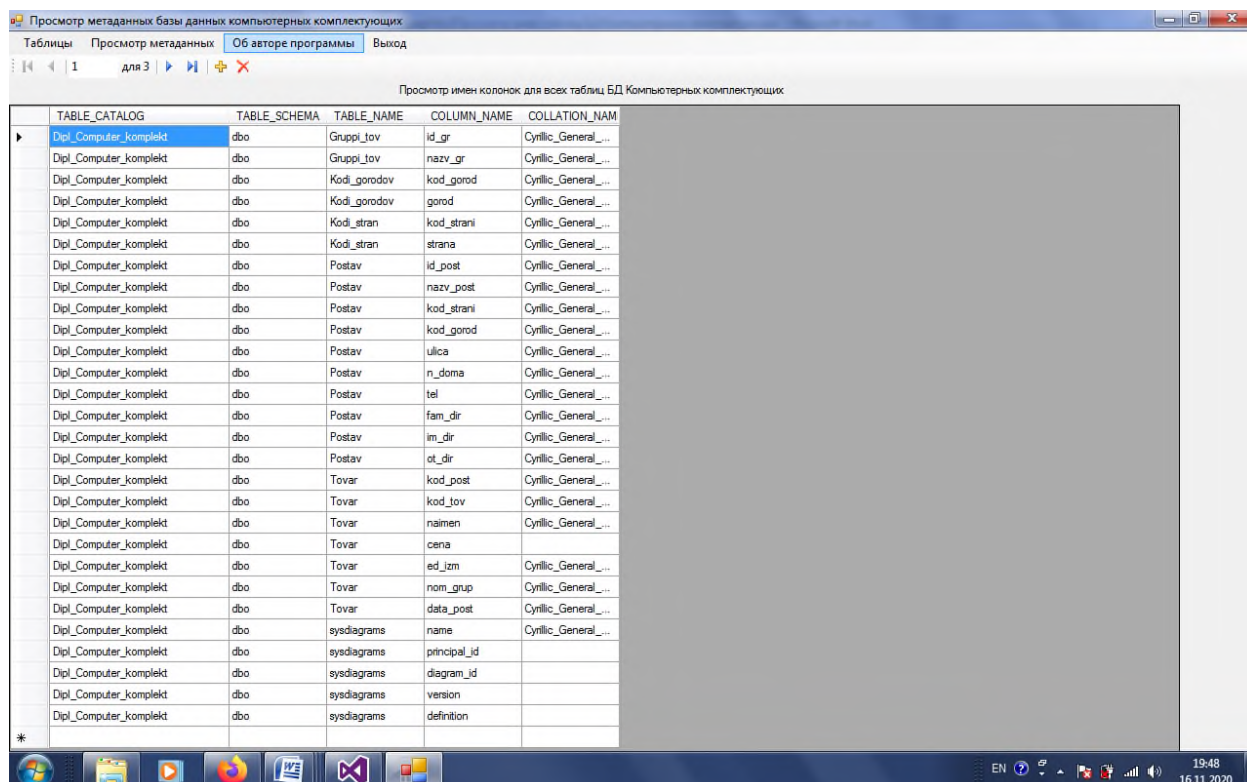 Просмотр метаданных базы данных компьютерных комплектующих
Таблицы Просмотр метаданных Об авторе программы Выход
1 для 3
Просмотр имен колонок для всех таблиц БД Компьютерных комплектующих
TABLE_CATALOG TABLE_SCHEMA TABLE_NAME COLUMN_NAME COLLATION_NAM
Dipl_Computer_komplekt dbo Gruppi_tov id_gr Cyrillic_General_...
Dipl_Computer_komplekt dbo Gruppi_tov nazv_gr Cyrillic_General_...
Dipl_Computer_komplekt dbo Kodi_gorodov kod_gorod Cyrillic_General_...
Dipl_Computer_komplekt dbo Kodi_gorodov gorod Cyrillic_General_...
Dipl_Computer_komplekt dbo Kodi_stran kod_strani Cyrillic_General_...
Dipl_Computer_komplekt dbo Kodi_stran strana Cyrillic_General_...
Dipl_Computer_komplekt dbo Postav id_post Cyrillic_General_...
Dipl_Computer_komplekt dbo Postav nazv_post Cyrillic_General_...
Dipl_Computer_komplekt dbo Postav kod_strani Cyrillic_General_...
Dipl_Computer_komplekt dbo Postav kod_gorod Cyrillic_General_...
Dipl_Computer_komplekt dbo Postav ulica Cyrillic_General_...
Dipl_Computer_komplekt dbo Postav n_doma Cyrillic_General_...
Dipl_Computer_komplekt dbo Postav tel Cyrillic_General_...
Dipl_Computer_komplekt dbo Postav fam_dir Cyrillic_General_...
Dipl_Computer_komplekt dbo Postav im_dir Cyrillic_General_...
Dipl_Computer_komplekt dbo Postav ot_dir Cyrillic_General_...
Dipl_Computer_komplekt dbo Tovar kod_post Cyrillic_General_...
Dipl_Computer_komplekt dbo Tovar kod_tov Cyrillic_General_...
Dipl_Computer_komplekt dbo Tovar naimen Cyrillic_General_...
Dipl_Computer_komplekt dbo Tovar cena
Dipl_Computer_komplekt dbo Tovar ed_izm Cyrillic_General_...
Dipl_Computer_komplekt dbo Tovar nom_grup Cyrillic_General_...
Dipl_Computer_komplekt dbo Tovar data_post Cyrillic_General_...
Dipl_Computer_komplekt dbo sysdiagrams name Cyrillic_General_...
Dipl_Computer_komplekt dbo sysdiagrams principal_id
Dipl_Computer_komplekt dbo sysdiagrams diagram_id
Dipl_Computer_komplekt dbo sysdiagrams version
Dipl_Computer_komplekt dbo sysdiagrams definition
EN 19:48
16.11.2020